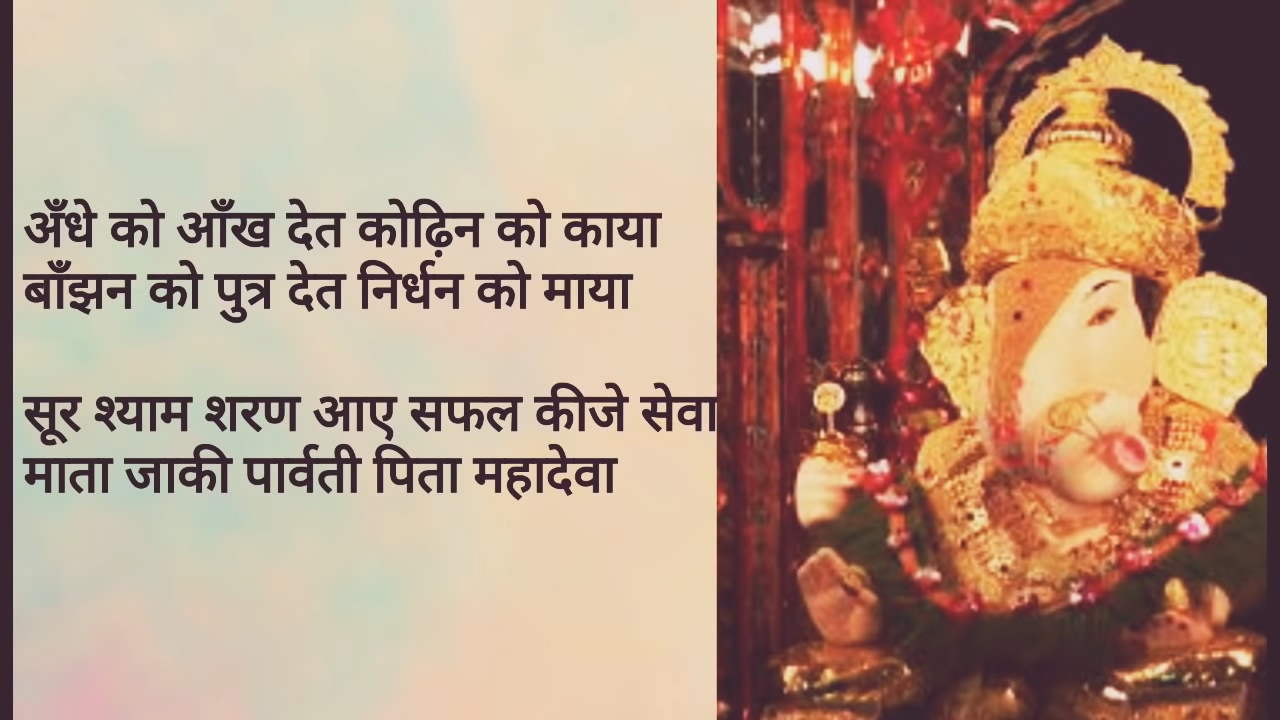 अँधे को आँख देत कोढ़िन को काया
बाँझन को पुत्र देत निर्धन को माया
सूर श्याम शरण आए सफल कीजे सेवा
माता जाकी पार्वती पिता महादेवा